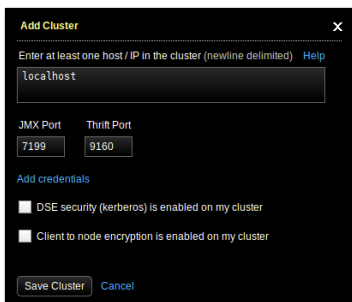 Add Cluster x
Enter at least one host / IP in the cluster (newline delimited) Help
localhost
JMX Port Thrift Port
7199 9160
Add credentials
DSE security (kerberos) is enabled on my cluster
Client to node encryption is enabled on my cluster
Save Cluster Cancel